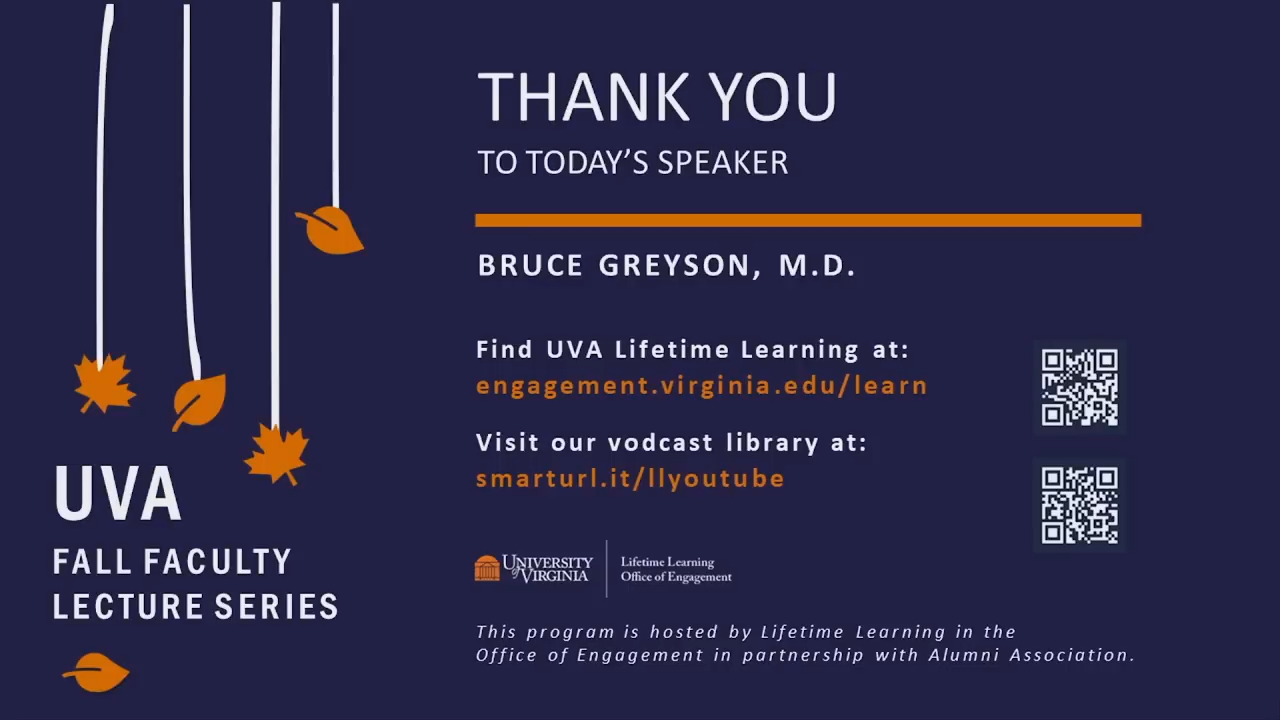 THANK YOU
TO TODAY’S SPEAKER
BRUCE GREYSON, M.D.
Find UVA Lifetime Learning at:
engagement.virginia.edu/learn
Visit our vodcast library at:
smarturl.it/llyoutube
UVA
FALL FACULTY
LECTURE SERIES
UNIVERSITY
of VIRGINIA
Lifetime Learning
Office of Engagement
This program is hosted by Lifetime Learning in the
Office of Engagement in partnership with Alumni Association.